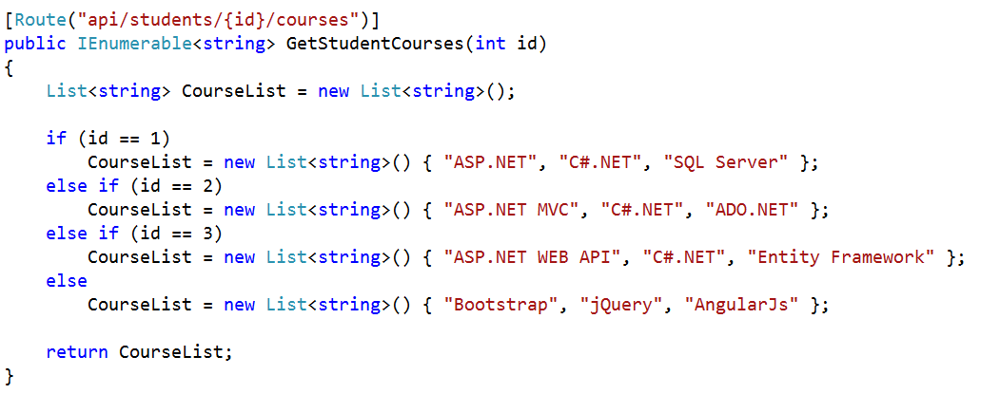 [Route("api/students/{id}/courses")]
public IEnumerable<string> GetStudentCourses(int id)
{
    List<string> CourseList = new List<string>();

    if (id == 1)
        CourseList = new List<string>() { "ASP.NET", "C#.NET", "SQL Server" };
    else if (id == 2)
        CourseList = new List<string>() { "ASP.NET MVC", "C#.NET", "ADO.NET" };
    else if (id == 3)
        CourseList = new List<string>() { "ASP.NET WEB API", "C#.NET", "Entity Framework" };
    else
        CourseList = new List<string>() { "Bootstrap", "jQuery", "AngularJs" };

    return CourseList;
}